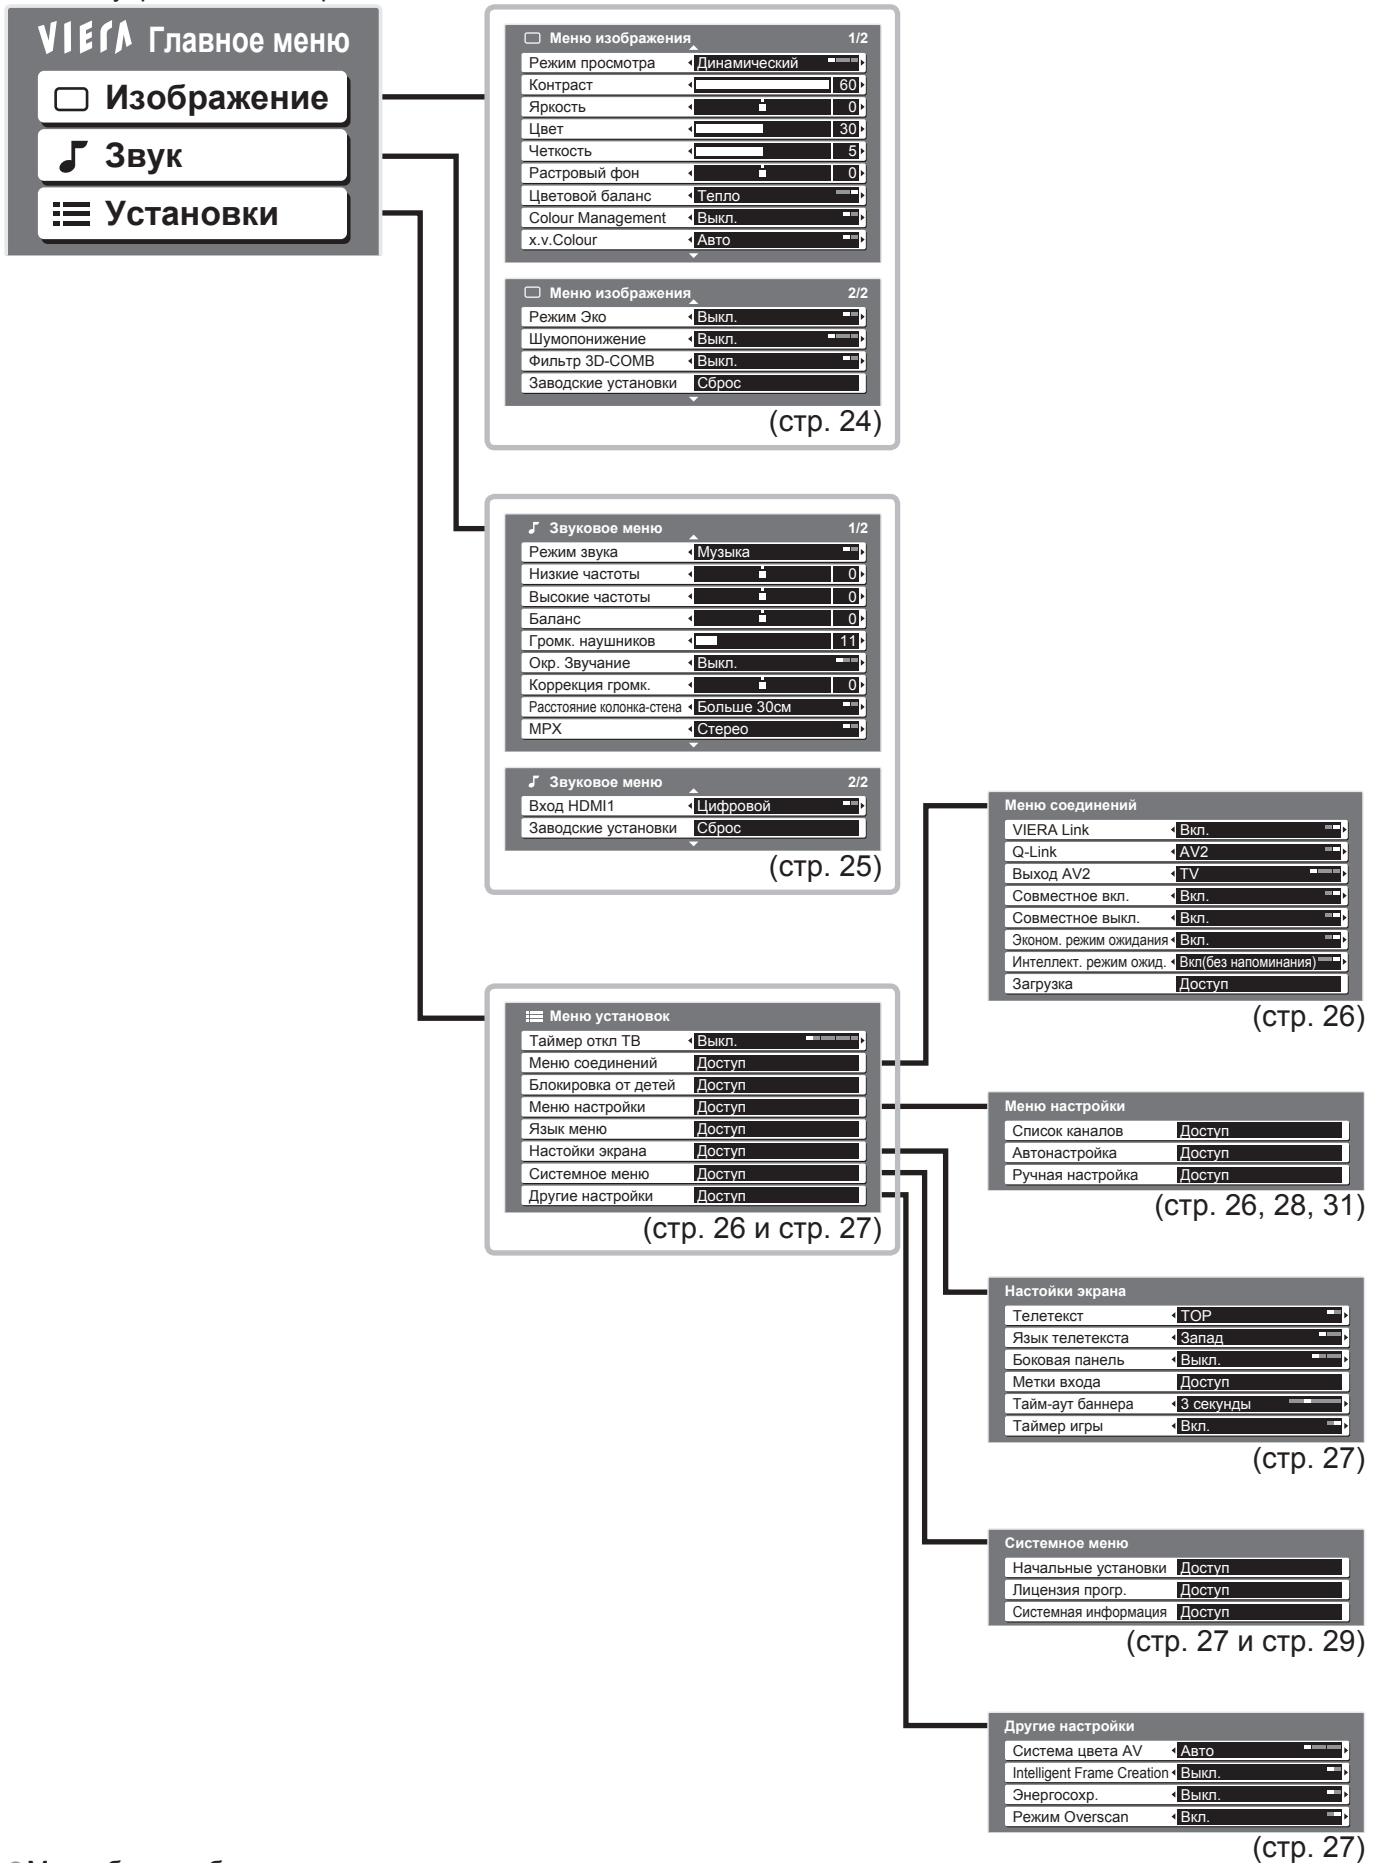 VIERA Главное меню
Изображение
Звук
Установки
Меню изображения 1/2
Режим просмотра Динамический
Контраст 60
Яркость 0
Цвет 30
Четкость 5
Растровый фон 0
Цветовой баланс Тепло
Colour Management Выкл.
x.v.Colour Авто
Меню изображения 2/2
Режим Эко Выкл.
Шумопонижение Выкл.
Фильтр 3D-COMB Выкл.
Заводские установки Сброс
(стр. 24)
Звуковое меню 1/2
Режим звука Музыка
Низкие частоты 0
Высокие частоты 0
Баланс 0
Громк. наушников 11
Окр. Звучание Выкл.
Коррекция громк. 0
Расстояние колонка-стена Больше 30см
MPX Стерео
Звуковое меню 2/2
Вход HDMI1 Цифровой
Заводские установки Сброс
(стр. 25)
Меню установок
Таймер откл ТВ Выкл.
Меню соединений Доступ
Блокировка от детей Доступ
Меню настройки Доступ
Язык меню Доступ
Настойки экрана Доступ
Системное меню Доступ
Другие настройки Доступ
(стр. 26 и стр. 27)
Меню соединений
VIERA Link Вкл.
Q-Link AV2
Выход AV2 TV
Совместное вкл. Вкл.
Совместное выкл. Вкл.
Эконом. режим ожидания Вкл.
Интеллект. режим ожид. Вкл(без напоминания)
Загрузка Доступ
(стр. 26)
Меню настройки
Список каналов Доступ
Автонастройка Доступ
Ручная настройка Доступ
(стр. 26, 28, 31)
Настойки экрана
Телетекст TOP
Язык телетекста Запад
Боковая панель Выкл.
Метки входа Доступ
Тайм-аут баннера 3 секунды
Таймер игры Вкл.
(стр. 27)
Системное меню
Начальные установки Доступ
Лицензия прогр. Доступ
Системная информация Доступ
(стр. 27 и стр. 29)
Другие настройки
Система цвета AV Авто
Intelligent Frame Creation Выкл.
Энергосохр. Выкл.
Режим Overscan Вкл.
(стр. 27)